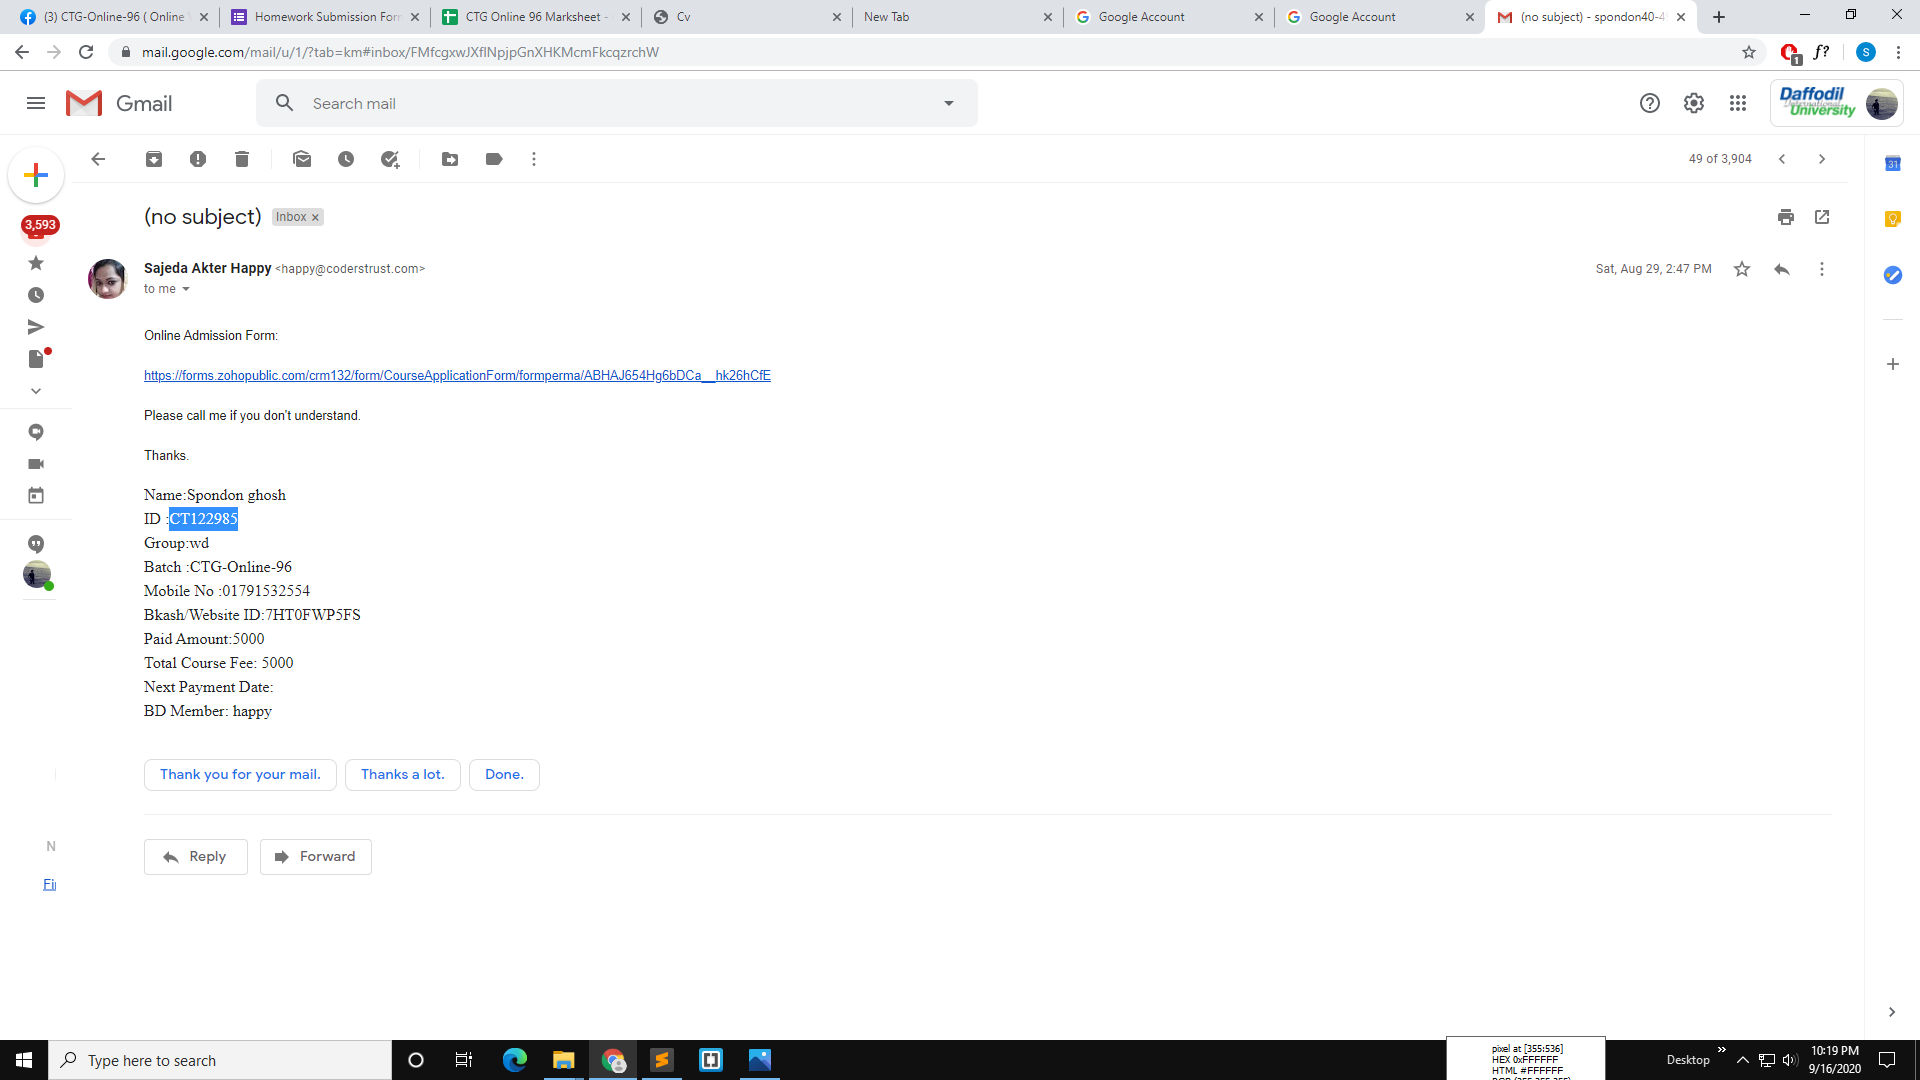 (3) CTG-Online-96 ( Online
Homework Submission Form
CTG Online 96 Marksheet -
Cv
New Tab
Google Account
Google Account
(no subject) - spondon40-4
mail.google.com/mail/u/1/?tab=km#inbox/FMfcgxwJXflNpjpGnXHKMcmFkcqzrchW
1
f?
S
Gmail
Search mail
Daffodil
International
University
49 of 3,904
31
3,593
(no subject)
Inbox ×
Sajeda Akter Happy <happy@coderstrust.com>
Sat, Aug 29, 2:47 PM
to me
Online Admission Form:
https://forms.zohopublic.com/crm132/form/CourseApplicationForm/formperma/ABHAJ654Hg6bDCa__hk26hCfE
Please call me if you don't understand.
Thanks.
Name:Spondon ghosh
ID :CT122985
Group:wd
Batch :CTG-Online-96
Mobile No :01791532554
Bkash/Website ID:7HT0FWP5FS
Paid Amount:5000
Total Course Fee: 5000
Next Payment Date:
BD Member: happy
Thank you for your mail.
Thanks a lot.
Done.
N
Fi
Reply
Forward
Type here to search
pixel at [355:536]
HEX 0xFFFFFF
HTML #FFFFFF
Desktop
10:19 PM
9/16/2020